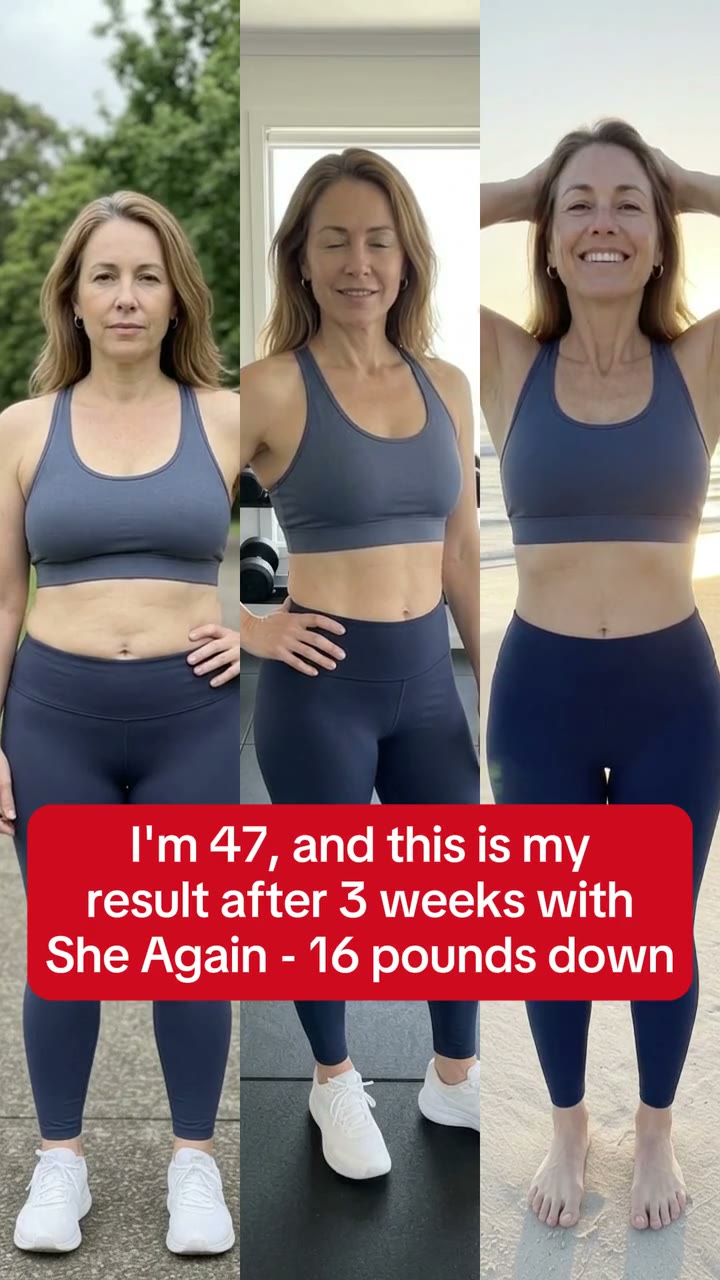 I'm 47, and this is my
result after 3 weeks with
She Again - 16 pounds down